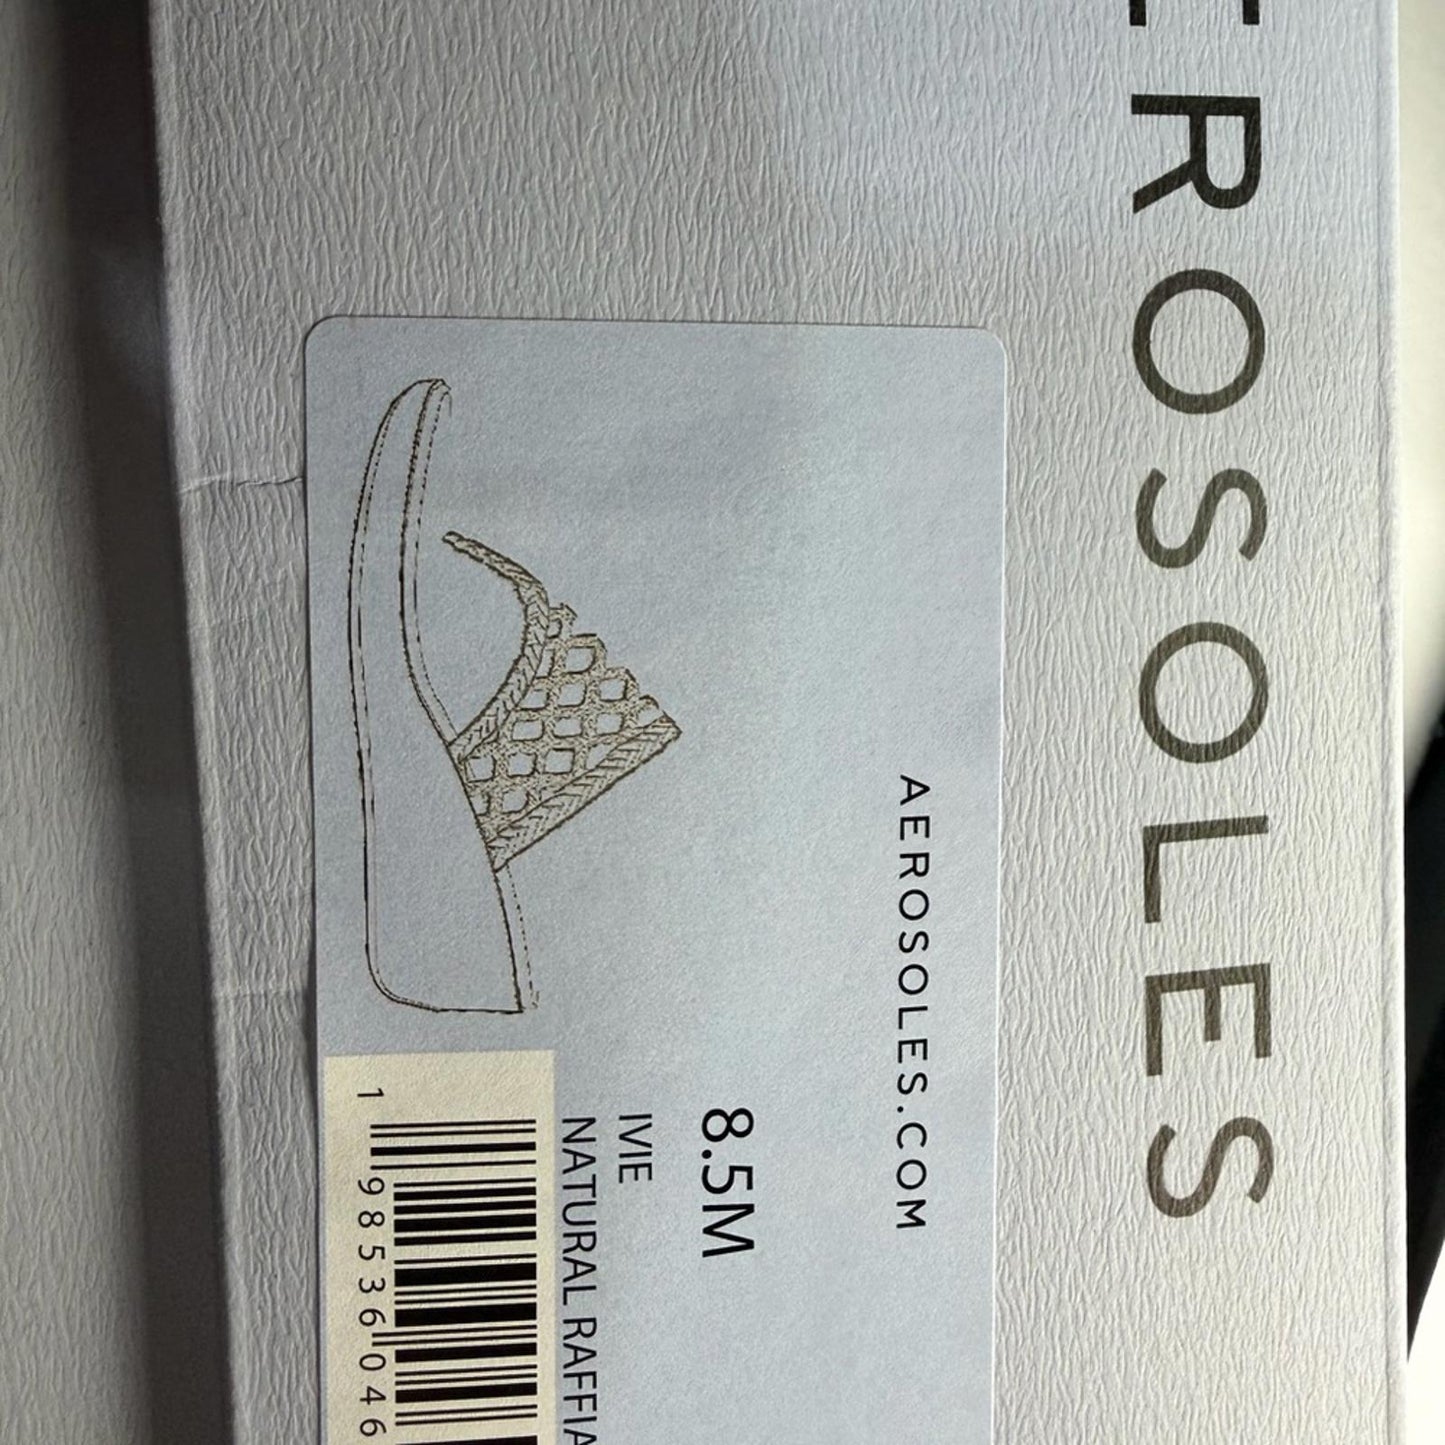 EROSOLES
AEROSOLES.COM
8.5M
IVIE
NATURAL RAFFIA
1 98536 046